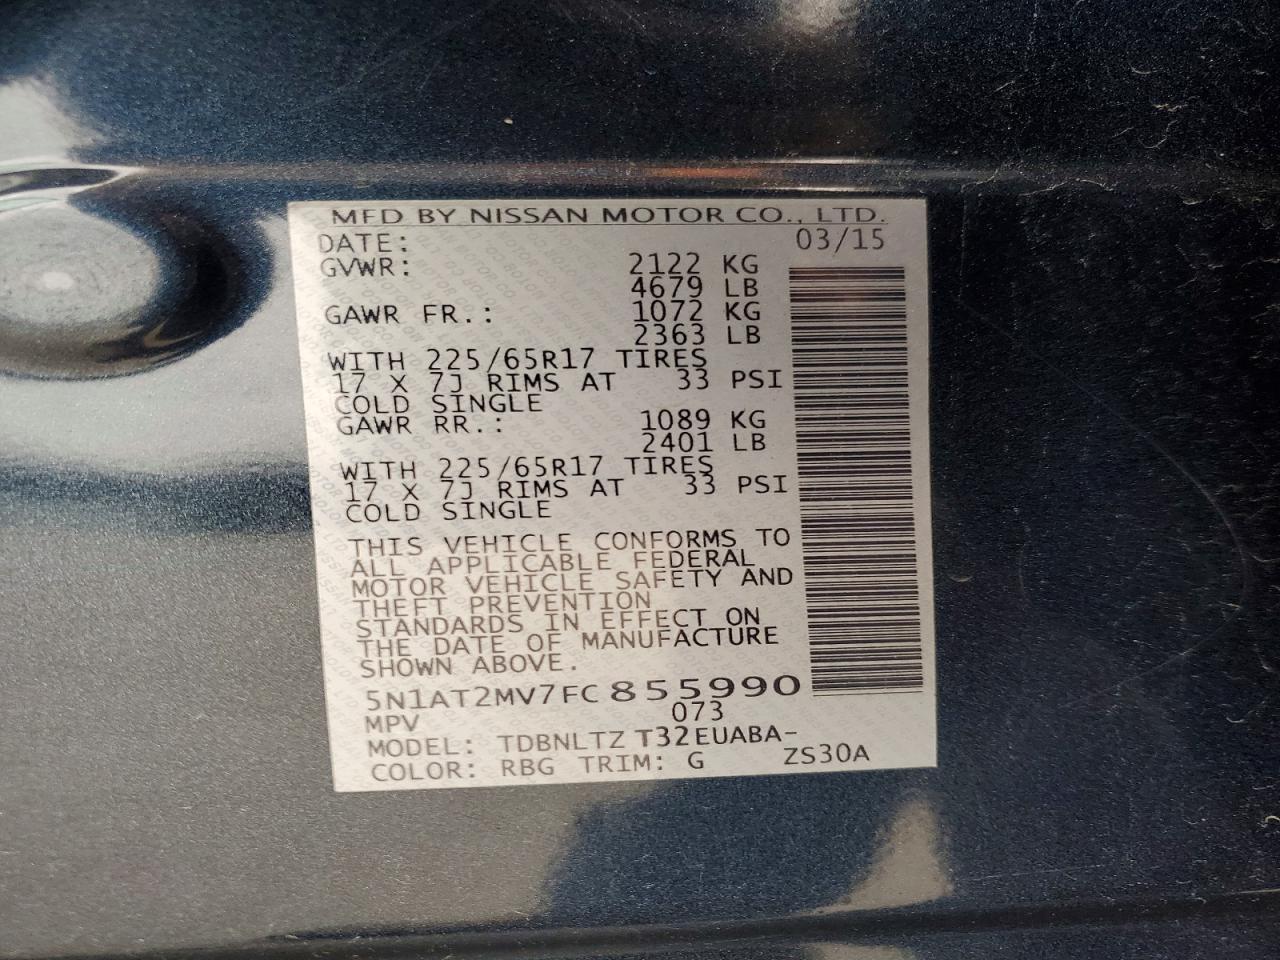 MFD BY NISSAN MOTOR CO., LTD.
DATE: 03/15
GVWR: 2122 KG
4679 LB
GAWR FR.: 1072 KG
2363 LB
WITH 225/65R17 TIRES
17 X 7J RIMS AT 33 PSI
COLD SINGLE
GAWR RR.: 1089 KG
2401 LB
WITH 225/65R17 TIRES
17 X 7J RIMS AT 33 PSI
COLD SINGLE
THIS VEHICLE CONFORMS TO
ALL APPLICABLE FEDERAL
MOTOR VEHICLE SAFETY AND
THEFT PREVENTION
STANDARDS IN EFFECT ON
THE DATE OF MANUFACTURE
SHOWN ABOVE.
5N1AT2MV7FC855990
MPV 073
MODEL: TDBNLTZ T32EUABA-
COLOR: RBG TRIM: G ZS30A